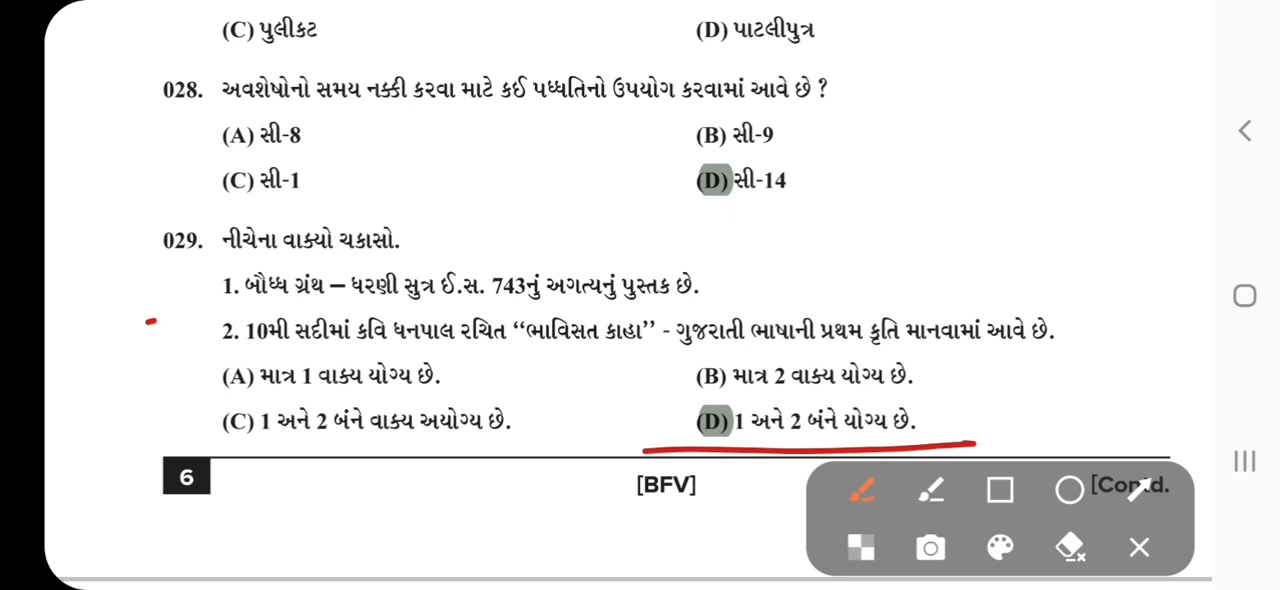 (C) પુલીકટ (D) પાટલીપુત્ર
028. અવશેષોનો સમય નક્કી કરવા માટે કઈ પધ્ધતિનો ઉપયોગ કરવામાં આવે છે ?
(A) સી-8 (B) સી-9
(C) સી-1 (D) સી-14
029. નીચેના વાક્યો ચકાસો.
1. બૌધ્ધ ગ્રંથ – ધરણી સુત્ર ઈ.સ. 743નું અગત્યનું પુસ્તક છે.
2. 10મી સદીમાં કવિ ધનપાલ રચિત “ભાવિસત કાહા” - ગુજરાતી ભાષાની પ્રથમ કૃતિ માનવામાં આવે છે.
(A) માત્ર 1 વાક્ય યોગ્ય છે. (B) માત્ર 2 વાક્ય યોગ્ય છે.
(C) 1 અને 2 બંને વાક્ય અયોગ્ય છે. (D) 1 અને 2 બંને યોગ્ય છે.
6 [BFV] [Contd.